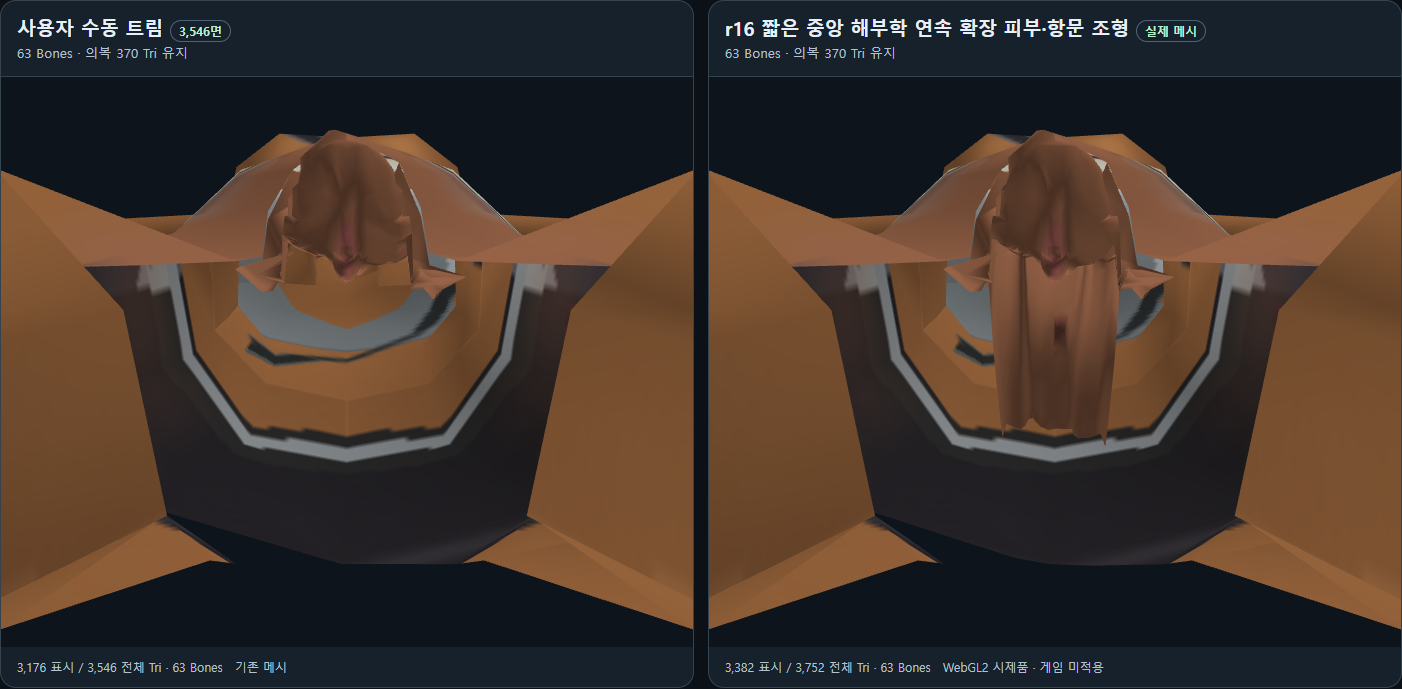 사용자 수동 트림 3,546면
63 Bones · 의복 370 Tri 유지
3,176 표시 / 3,546 전체 Tri · 63 Bones 기존 메시
r16 짧은 중앙 해부학 연속 확장 피부·항문 조형 실제 메시
63 Bones · 의복 370 Tri 유지
3,382 표시 / 3,752 전체 Tri · 63 Bones WebGL2 시제품 · 게임 미적용